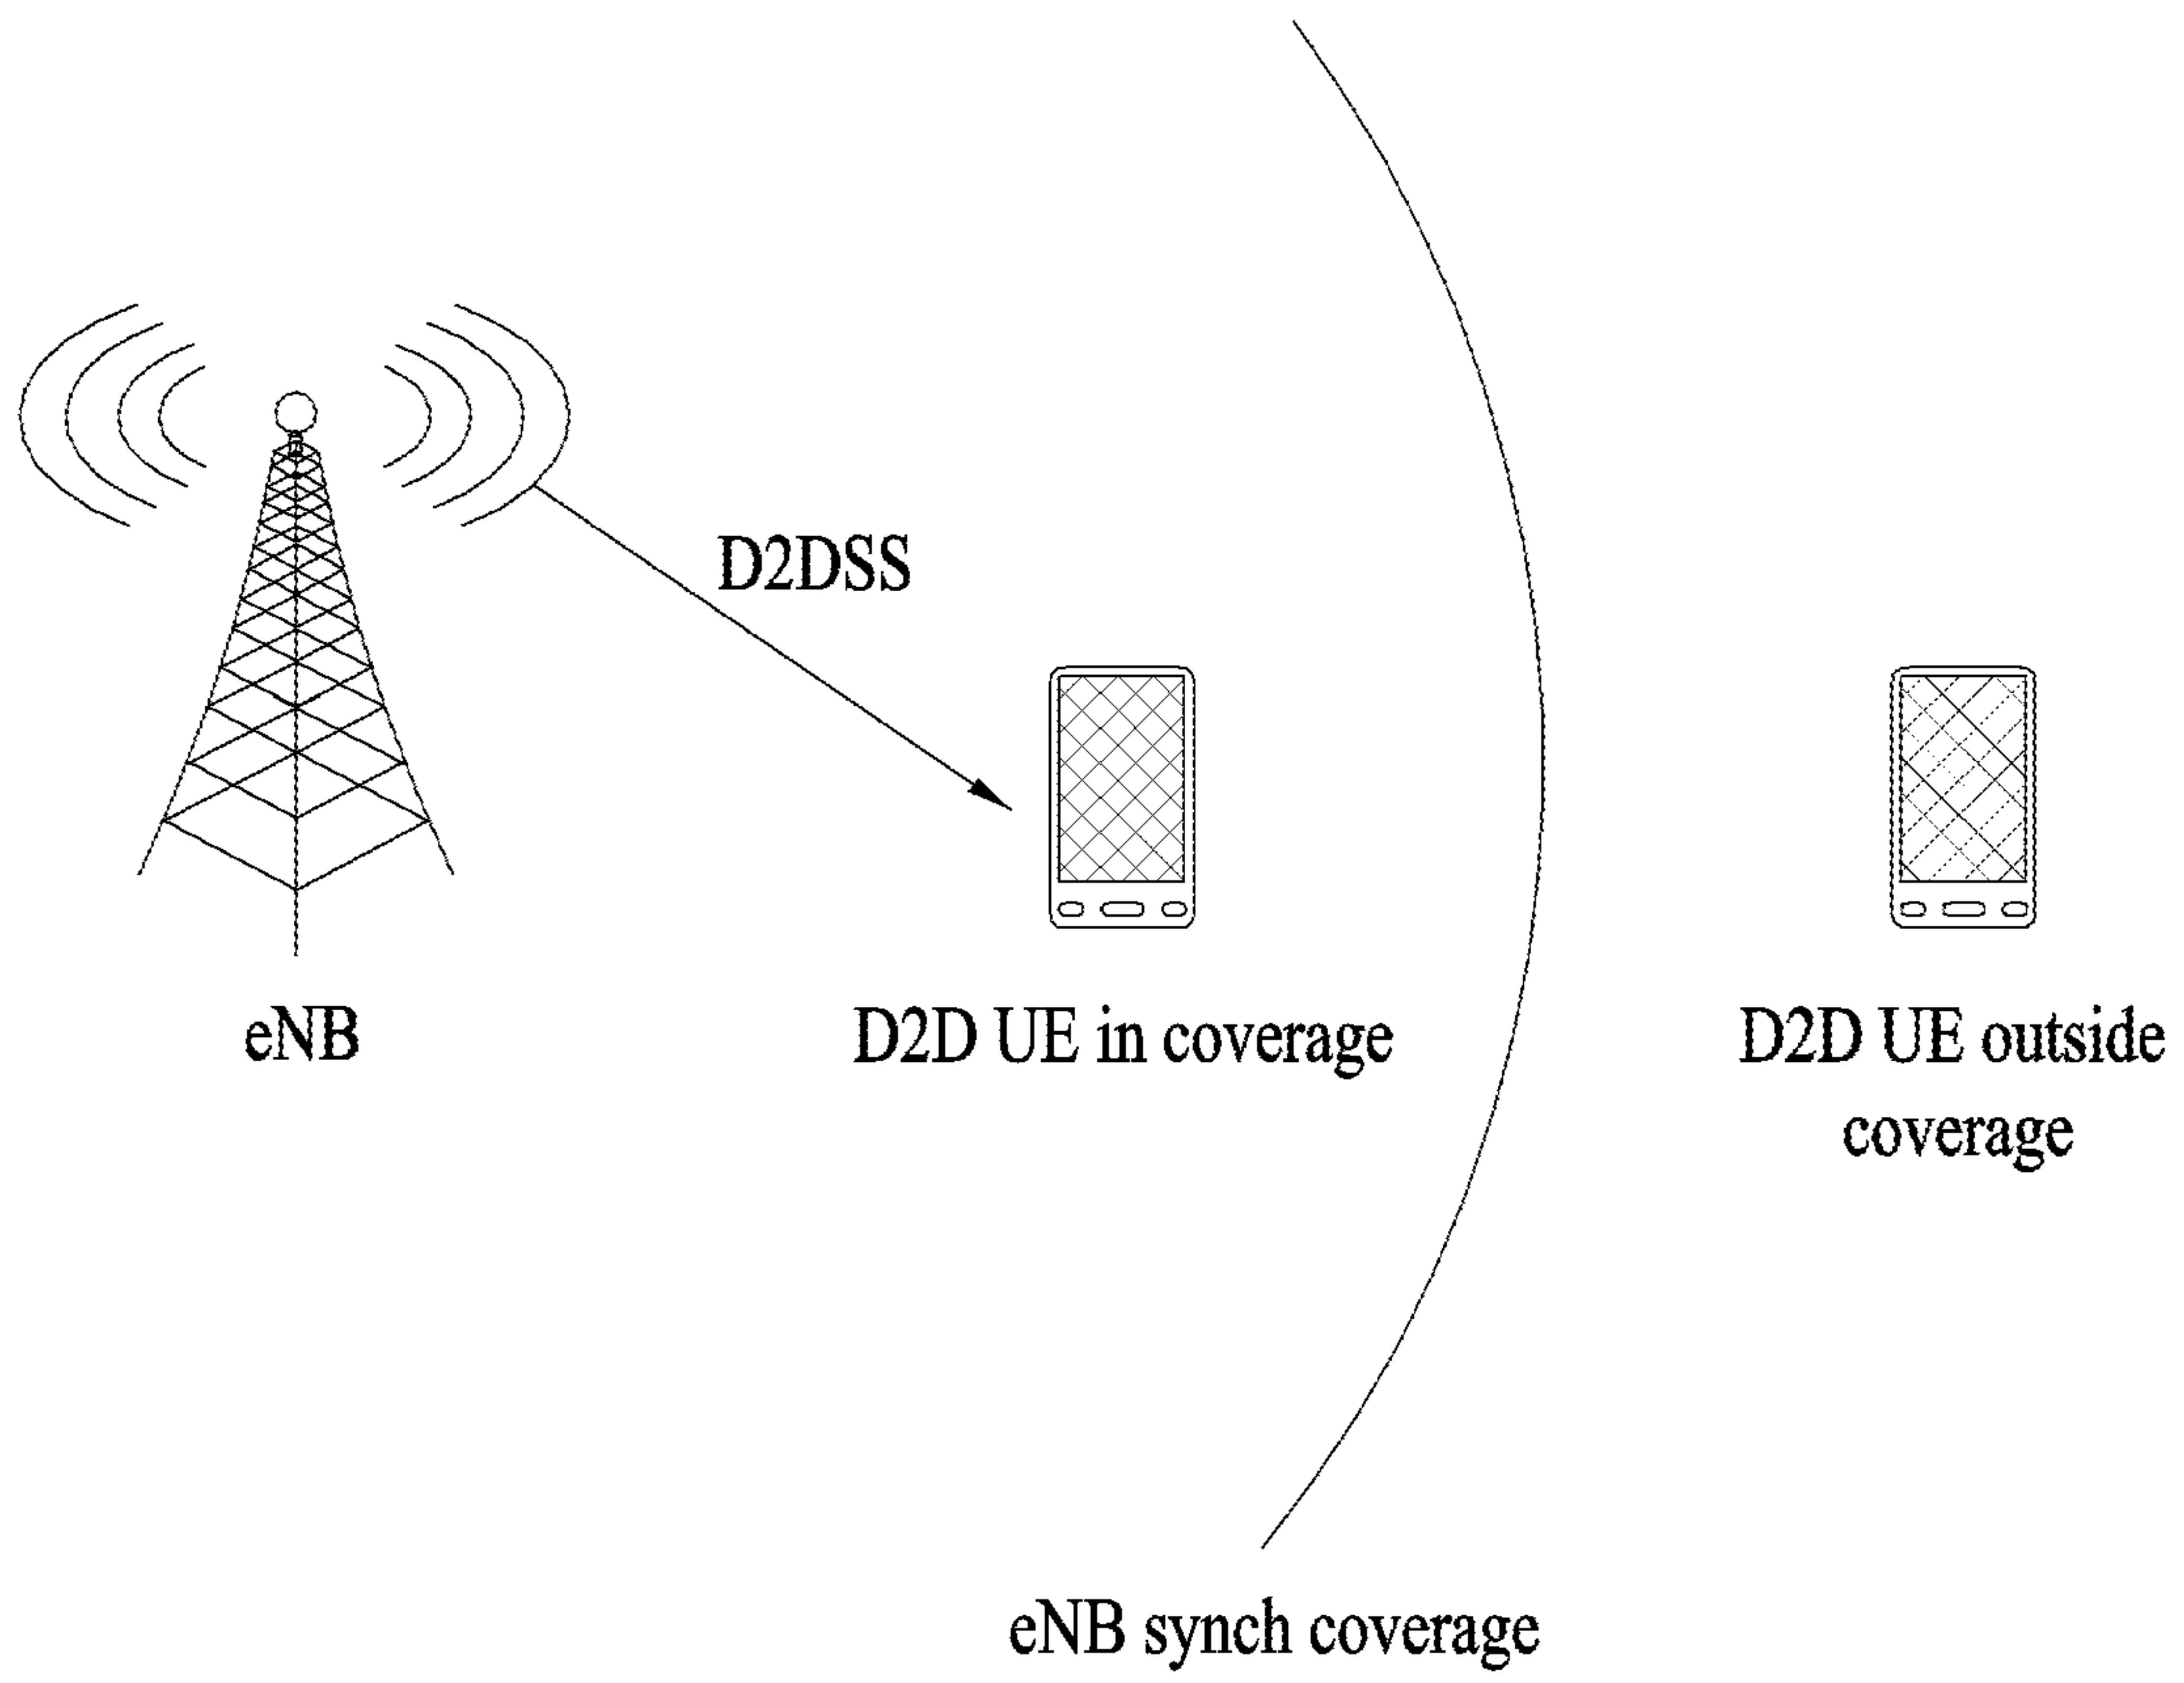 D2DSS
eNB
D2D UE in coverage
D2D UE outside
coverage
eNB synch coverage